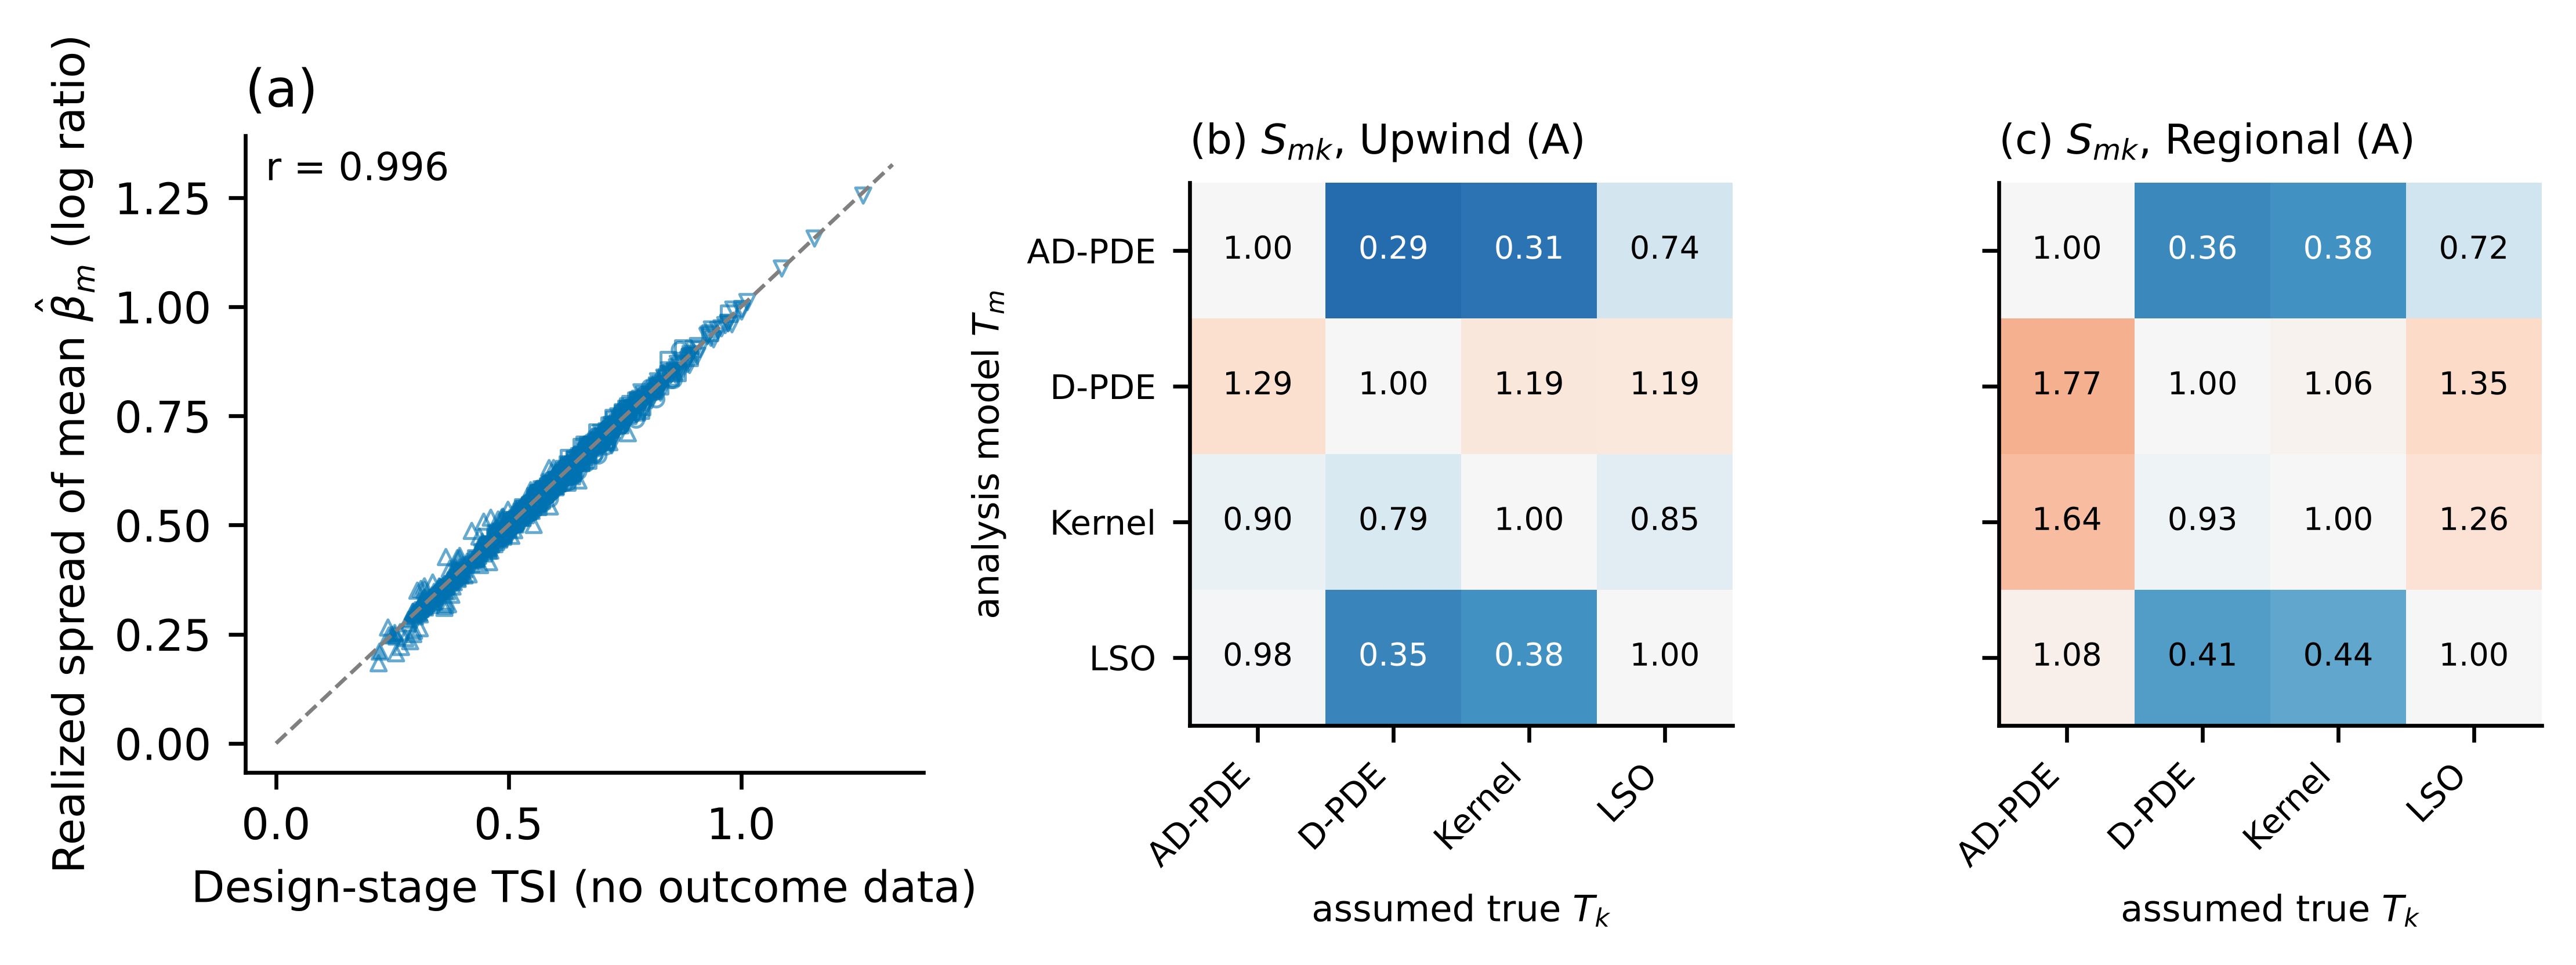 (a)
r = 0.996
Realized spread of mean β̂ₘ (log ratio)
1.25
1.00
0.75
0.50
0.25
0.00
0.0 0.5 1.0
Design-stage TSI (no outcome data)
(b) Sₘₖ, Upwind (A)
analysis model Tₘ
AD-PDE 1.00 0.29 0.31 0.74
D-PDE 1.29 1.00 1.19 1.19
Kernel 0.90 0.79 1.00 0.85
LSO 0.98 0.35 0.38 1.00
AD-PDE D-PDE Kernel LSO
assumed true Tₖ
(c) Sₘₖ, Regional (A)
1.00 0.36 0.38 0.72
1.77 1.00 1.06 1.35
1.64 0.93 1.00 1.26
1.08 0.41 0.44 1.00
AD-PDE D-PDE Kernel LSO
assumed true Tₖ